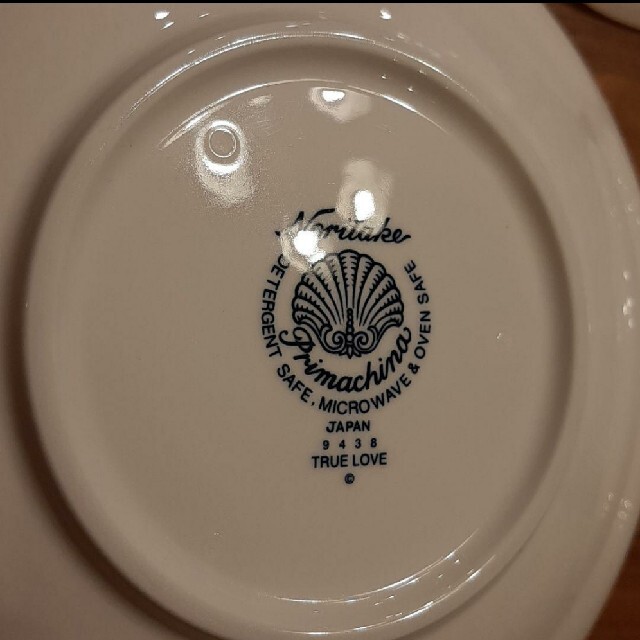 Noritake
Primachina
DETERGENT SAFE. MICROWAVE & OVEN SAFE
JAPAN
9438
TRUE LOVE
©